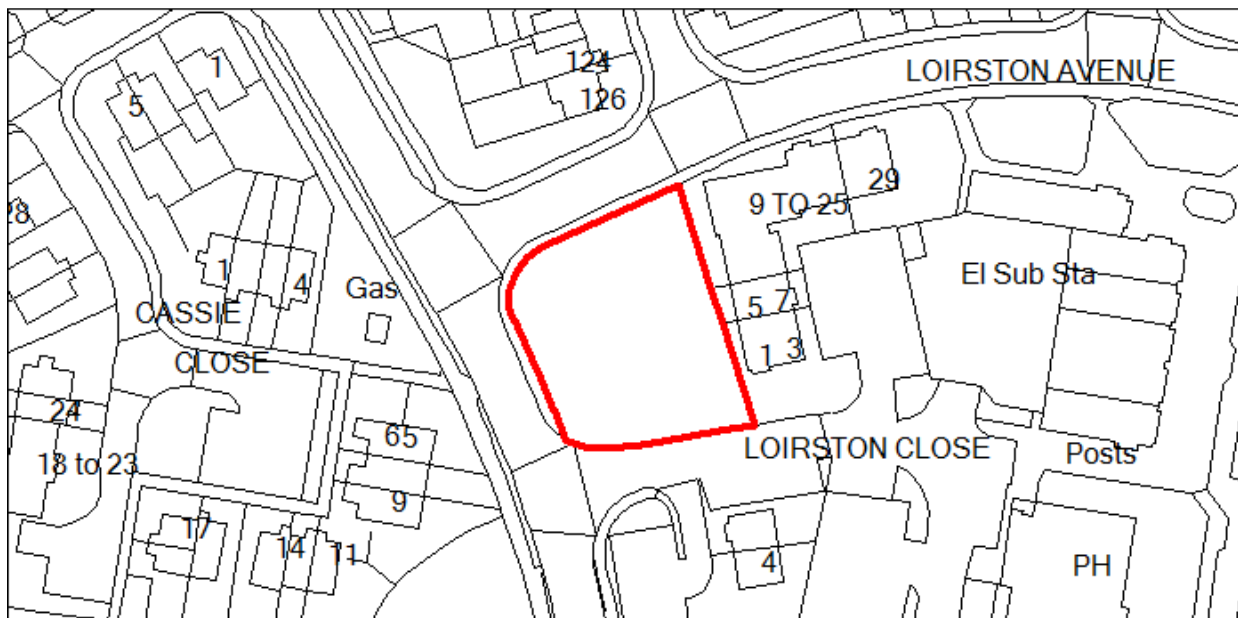 1
124
LOIRSTON AVENUE
5
126
29
28
9 TO 25
1
4
Gas
El Sub Sta
CASSIE
5
7
CLOSE
1
3
24
65
LOIRSTON CLOSE
Posts
18 to 23
9
17
14
11
4
PH